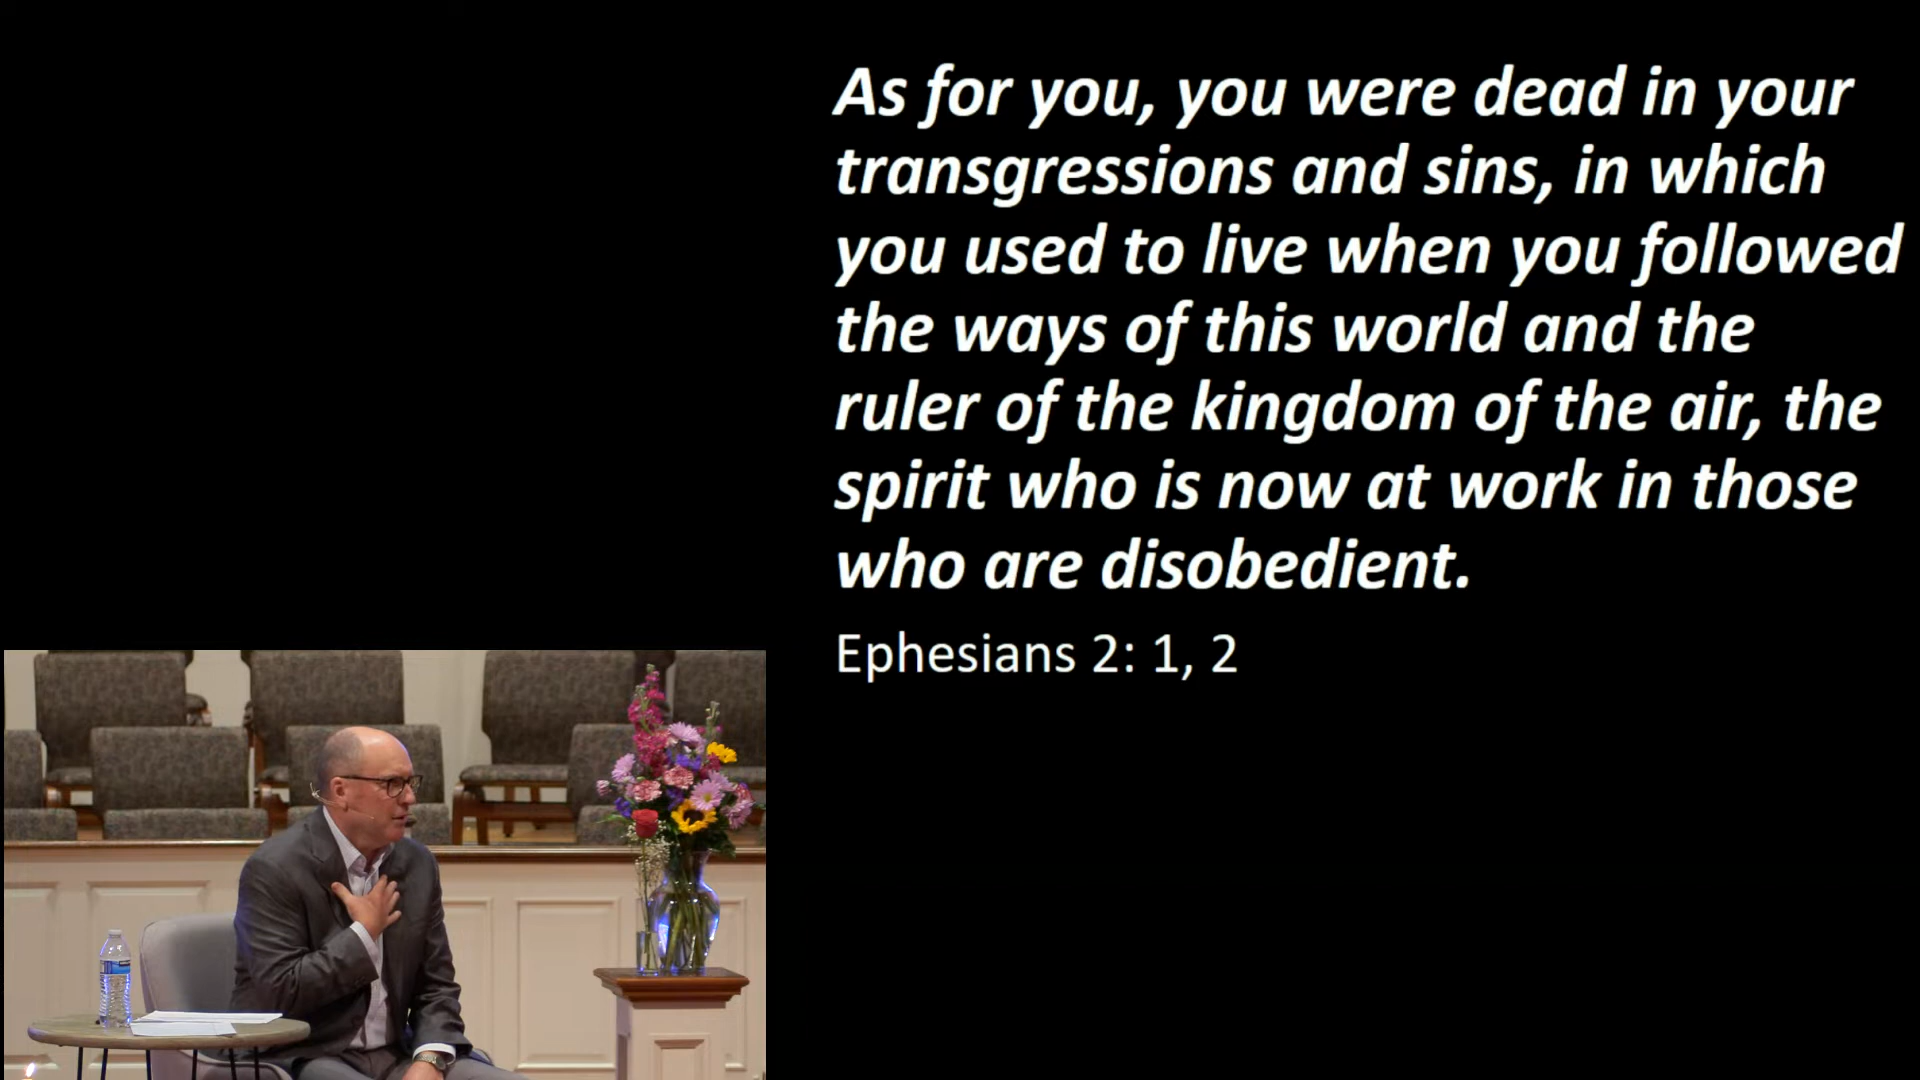 As for you, you were dead in your
transgressions and sins, in which
you used to live when you followed
the ways of this world and the
ruler of the kingdom of the air, the
spirit who is now at work in those
who are disobedient.
Ephesians 2: 1, 2